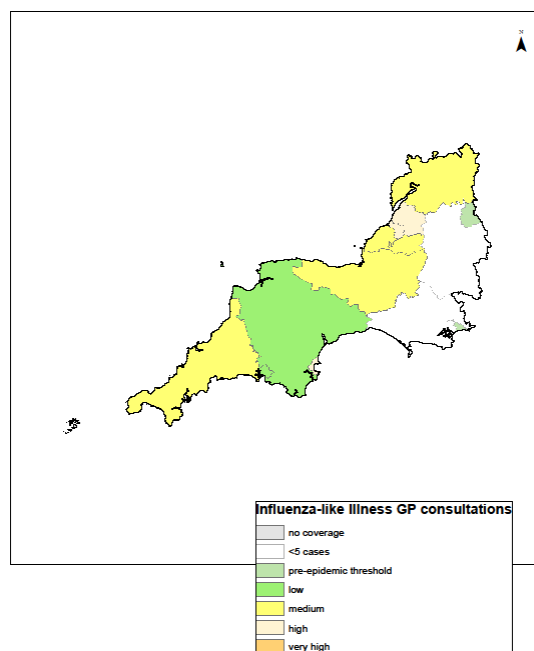 N
Influenza-like Illness GP consultations
no coverage
<5 cases
pre-epidemic threshold
low
medium
high
very high